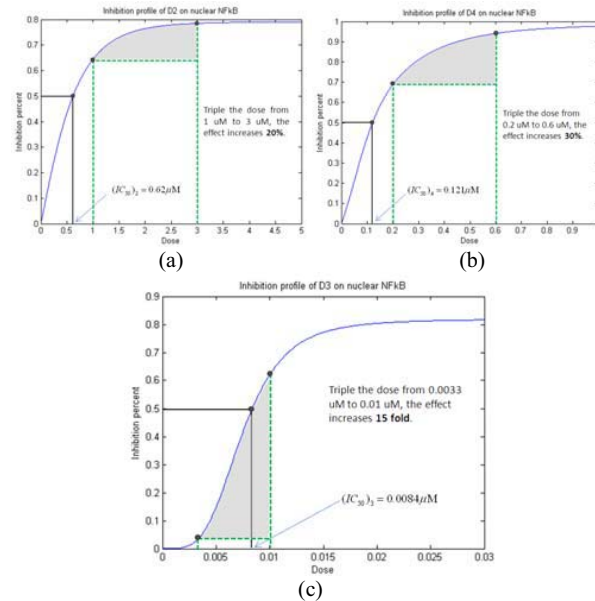 Inhibition profile of D2 on nuclear NFkB
0.8
0.7
0.6
0.5
0.4
0.3
0.2
0.1
0
Inhibition percent
Triple the dose from
1 uM to 3 uM, the
effect increases 20%.
(IC50)2 = 0.62μM
0 0.5 1 1.5 2 2.5 3 3.5 4 4.5 5
Dose
(a)
Inhibition profile of D4 on nuclear NFkB
1
0.9
0.8
0.7
0.6
0.5
0.4
0.3
0.2
0.1
0
Inhibition percent
Triple the dose from
0.2 uM to 0.6 uM, the
effect increases 30%.
(IC50)4 = 0.121μM
0 0.1 0.2 0.3 0.4 0.5 0.6 0.7 0.8 0.9
Dose
(b)
Inhibition profile of D3 on nuclear NFkB
0.9
0.8
0.7
0.6
0.5
0.4
0.3
0.2
0.1
0
Inhibition percent
Triple the dose from 0.0033
uM to 0.01 uM, the effect
increases 15 fold.
(IC50)3 = 0.0084μM
0 0.005 0.01 0.015 0.02 0.025 0.03
Dose
(c)